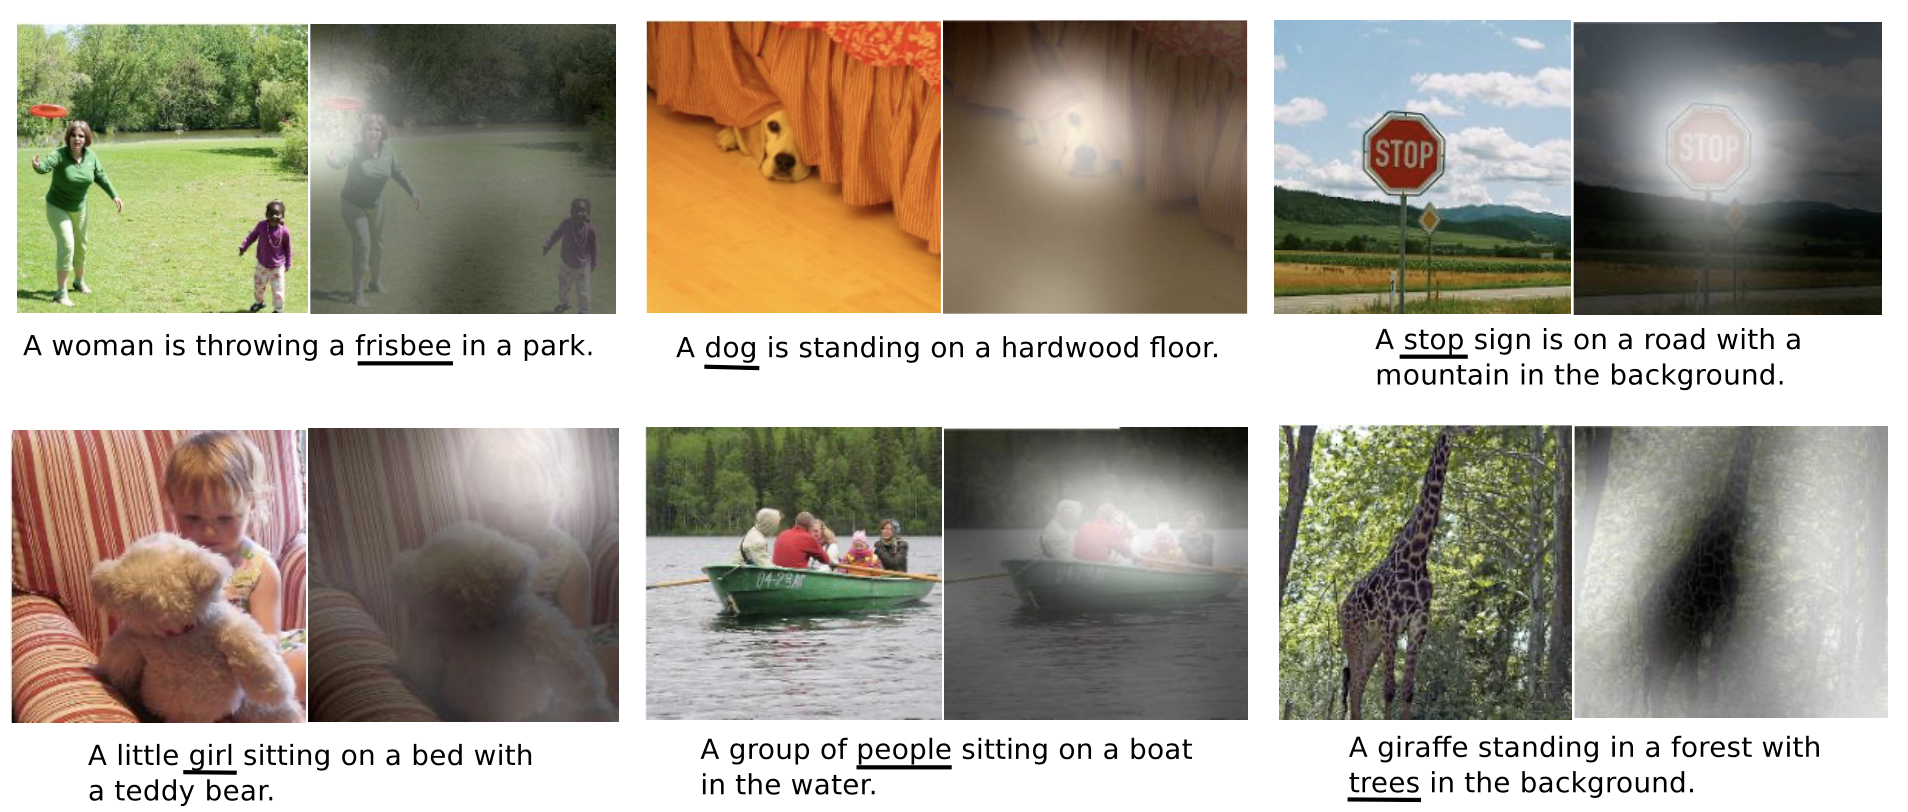 STOP
STOP
A woman is throwing a frisbee in a park.
A dog is standing on a hardwood floor.
A stop sign is on a road with a
mountain in the background.
A little girl sitting on a bed with
a teddy bear.
A group of people sitting on a boat
in the water.
A giraffe standing in a forest with
trees in the background.